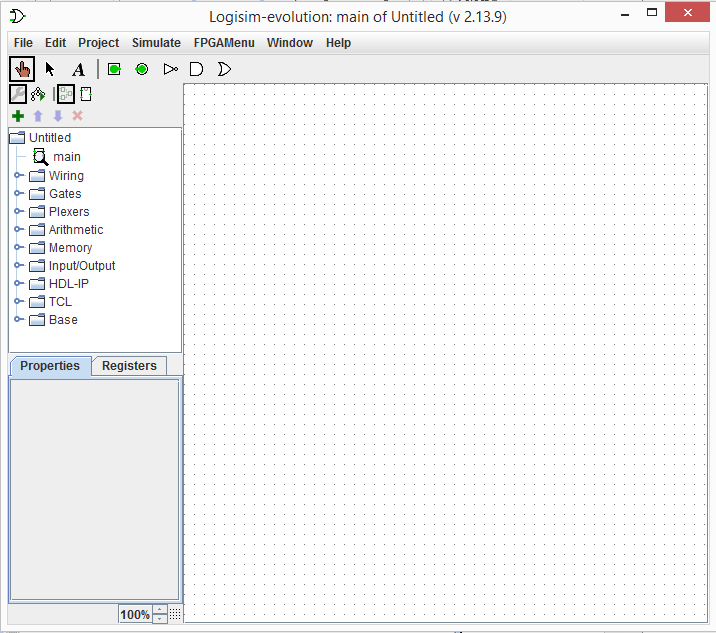 Logisim-evolution: main of Untitled (v 2.13.9)
File Edit Project Simulate FPGAMenu Window Help
A
Untitled
main
Wiring
Gates
Plexers
Arithmetic
Memory
Input/Output
HDL-IP
TCL
Base
Properties Registers
100%